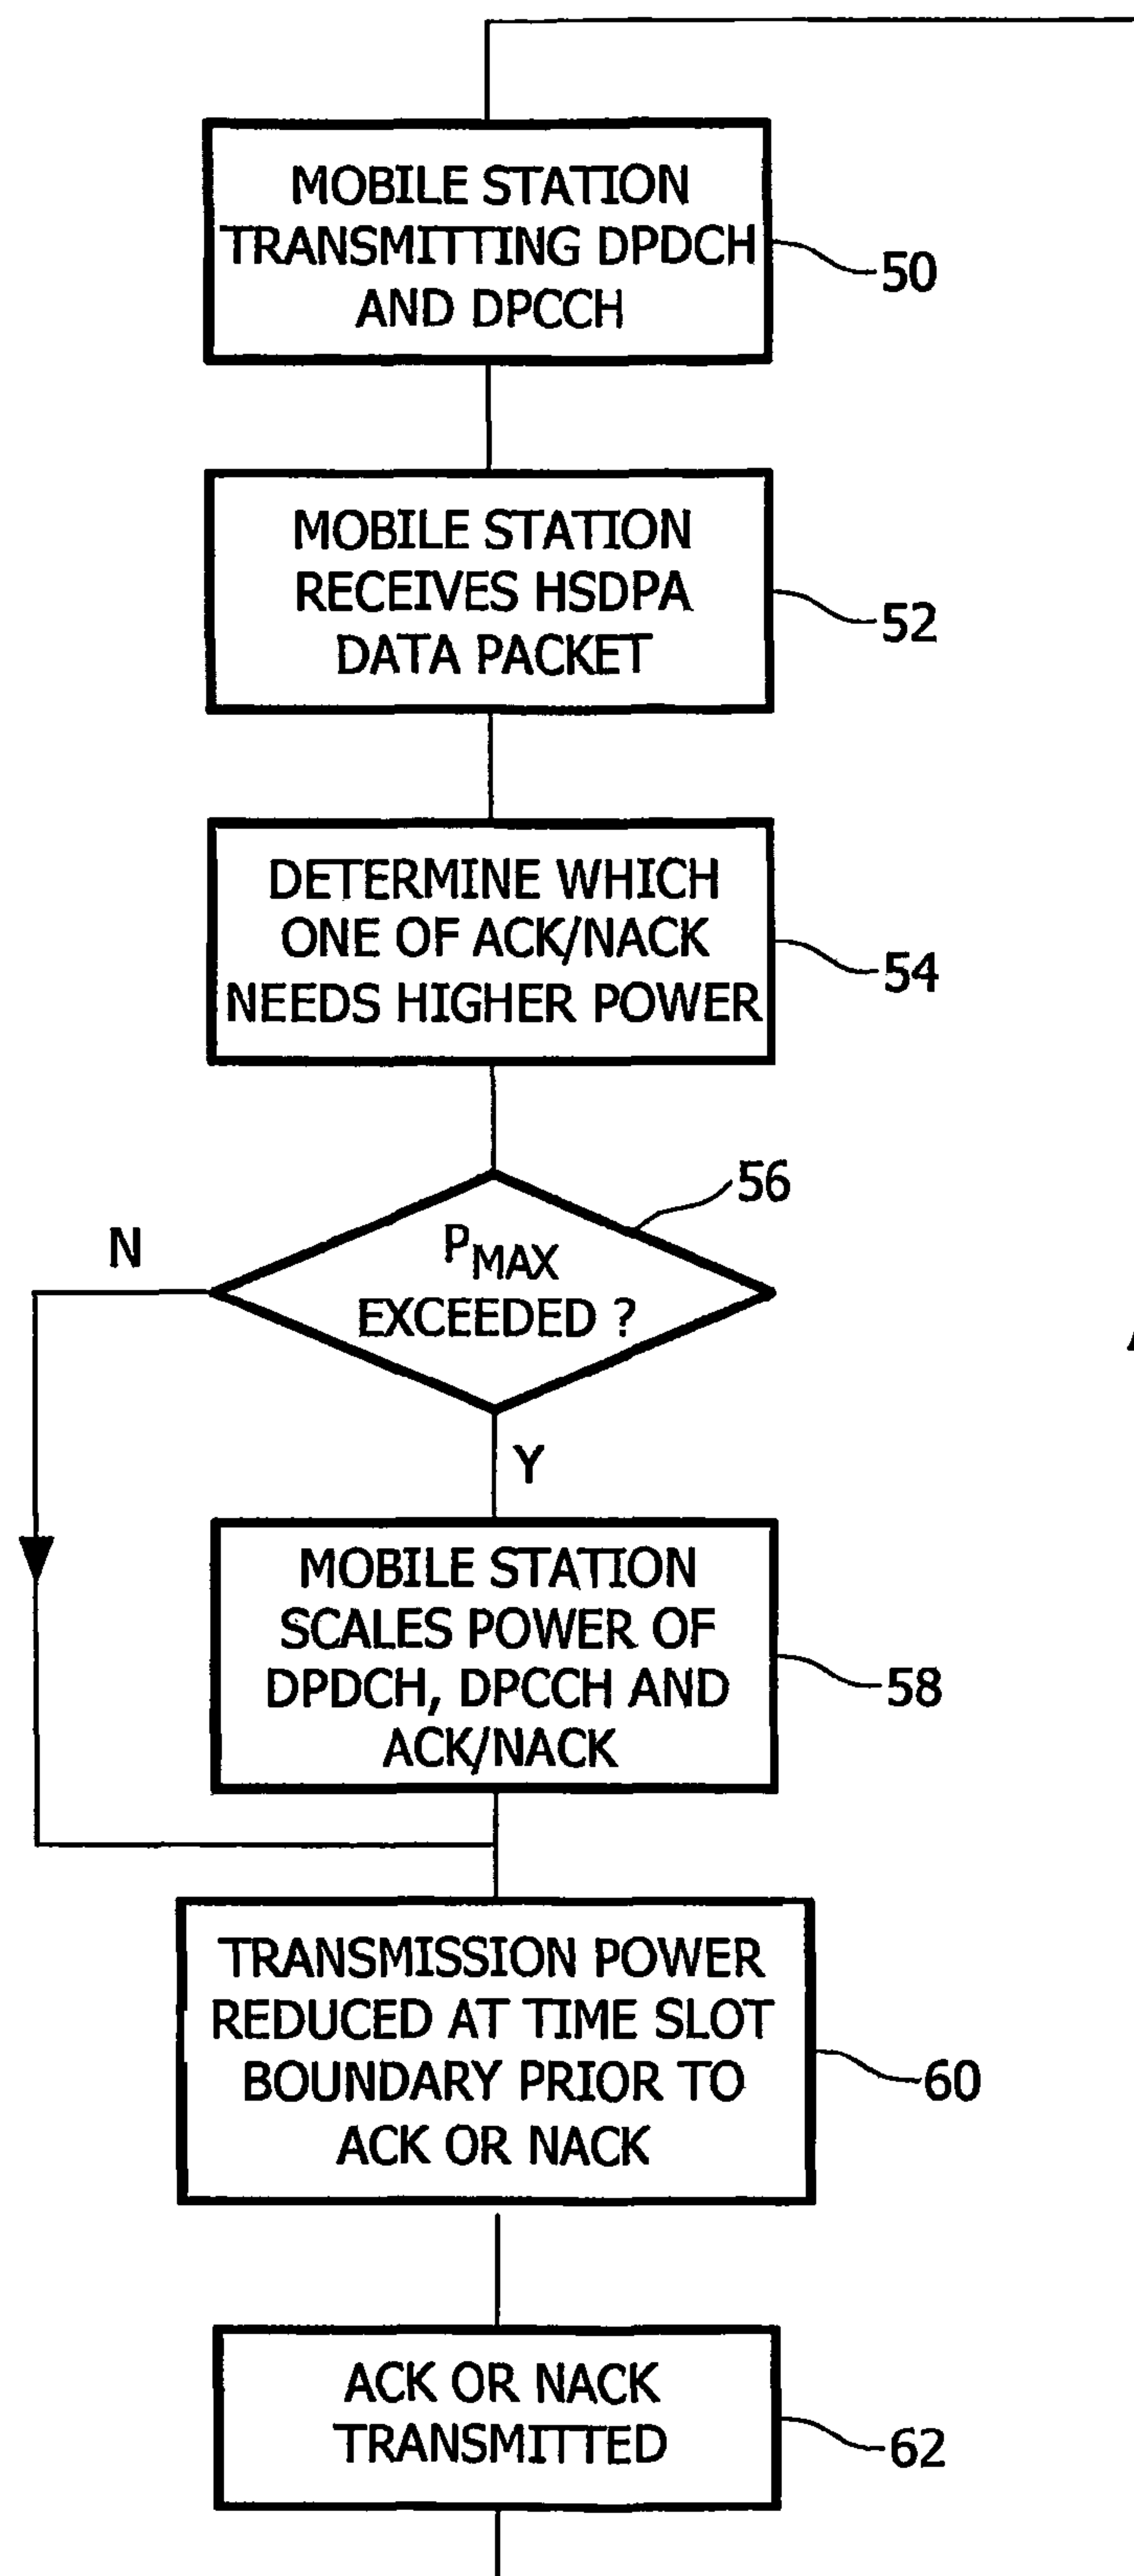 MOBILE STATION
TRANSMITTING DPDCH
AND DPCCH
50
MOBILE STATION
RECEIVES HSDPA
DATA PACKET
52
DETERMINE WHICH
ONE OF ACK/NACK
NEEDS HIGHER POWER
54
56
PMAX
EXCEEDED ?
N
Y
MOBILE STATION
SCALES POWER OF
DPDCH, DPCCH AND
ACK/NACK
58
TRANSMISSION POWER
REDUCED AT TIME SLOT
BOUNDARY PRIOR TO
ACK OR NACK
60
ACK OR NACK
TRANSMITTED
62